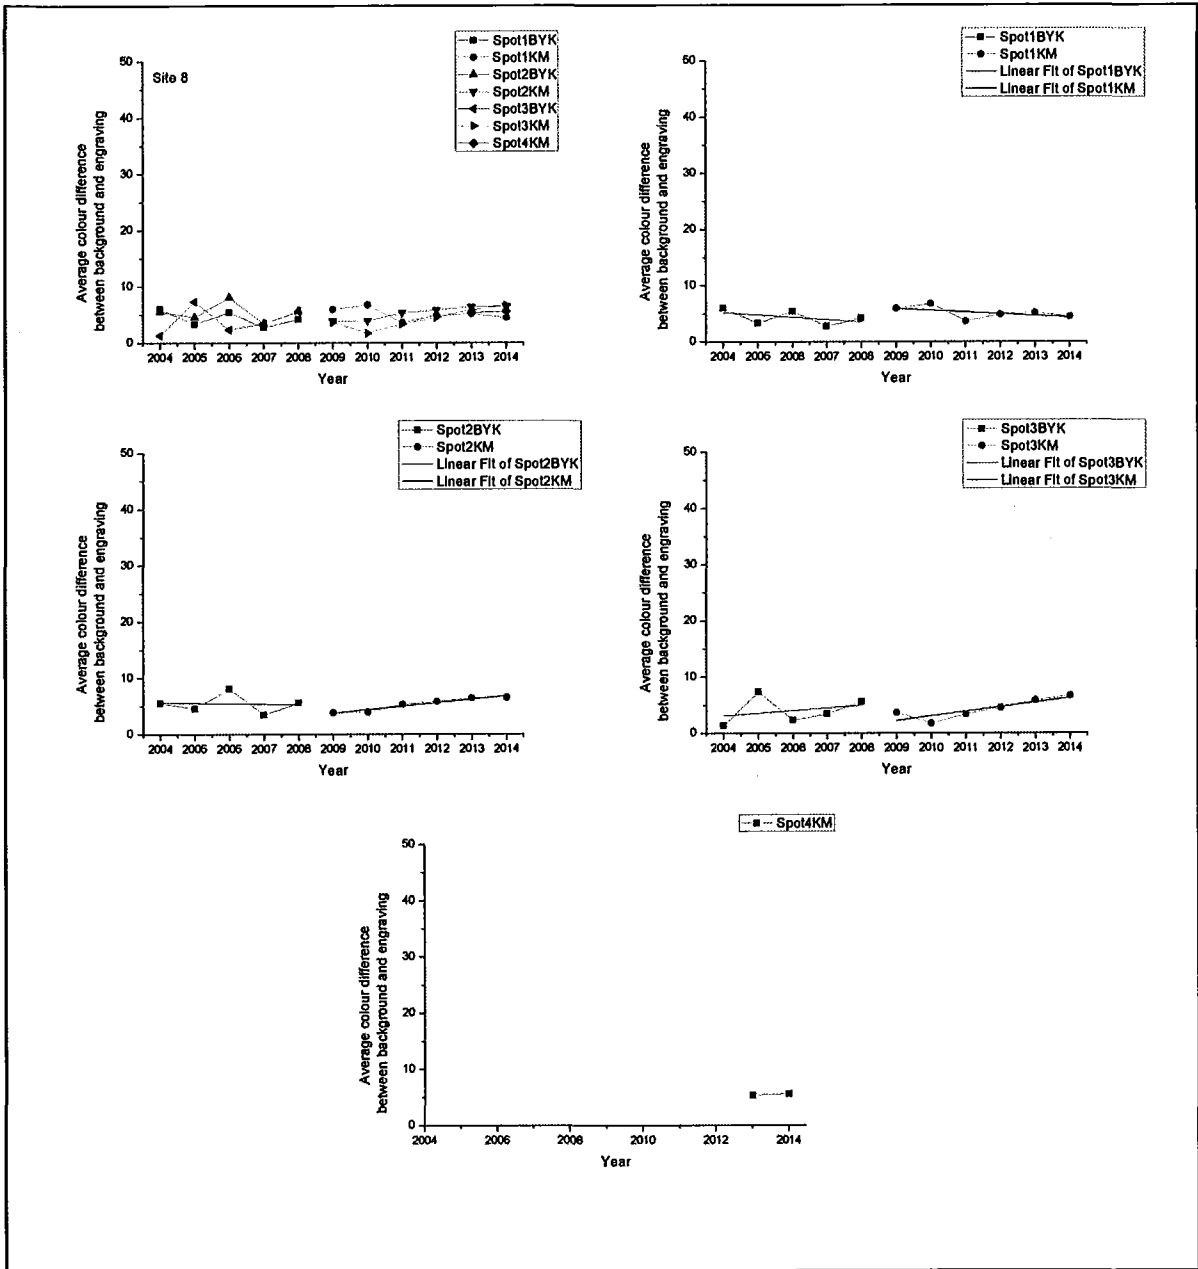 Spot1BYK
Spot1KM
Spot2BYK
Spot2KM
Spot3BYK
Spot3KM
Spot4KM
Site 8
Average colour difference
between background and engraving
50
40
30
20
10
0
2004 2005 2006 2007 2008 2009 2010 2011 2012 2013 2014
Year
Spot1BYK
Spot1KM
Linear Fit of Spot1BYK
Linear Fit of Spot1KM
Average colour difference
between background and engraving
50
40
30
20
10
0
2004 2005 2006 2007 2008 2009 2010 2011 2012 2013 2014
Year
Spot2BYK
Spot2KM
Linear Fit of Spot2BYK
Linear Fit of Spot2KM
Average colour difference
between background and engraving
50
40
30
20
10
0
2004 2005 2006 2007 2008 2009 2010 2011 2012 2013 2014
Year
Spot3BYK
Spot3KM
Linear Fit of Spot3BYK
Linear Fit of Spot3KM
Average colour difference
between background and engraving
50
40
30
20
10
0
2004 2005 2006 2007 2008 2009 2010 2011 2012 2013 2014
Year
Spot4KM
Average colour difference
between background and engraving
50
40
30
20
10
0
2004 2006 2008 2010 2012 2014
Year